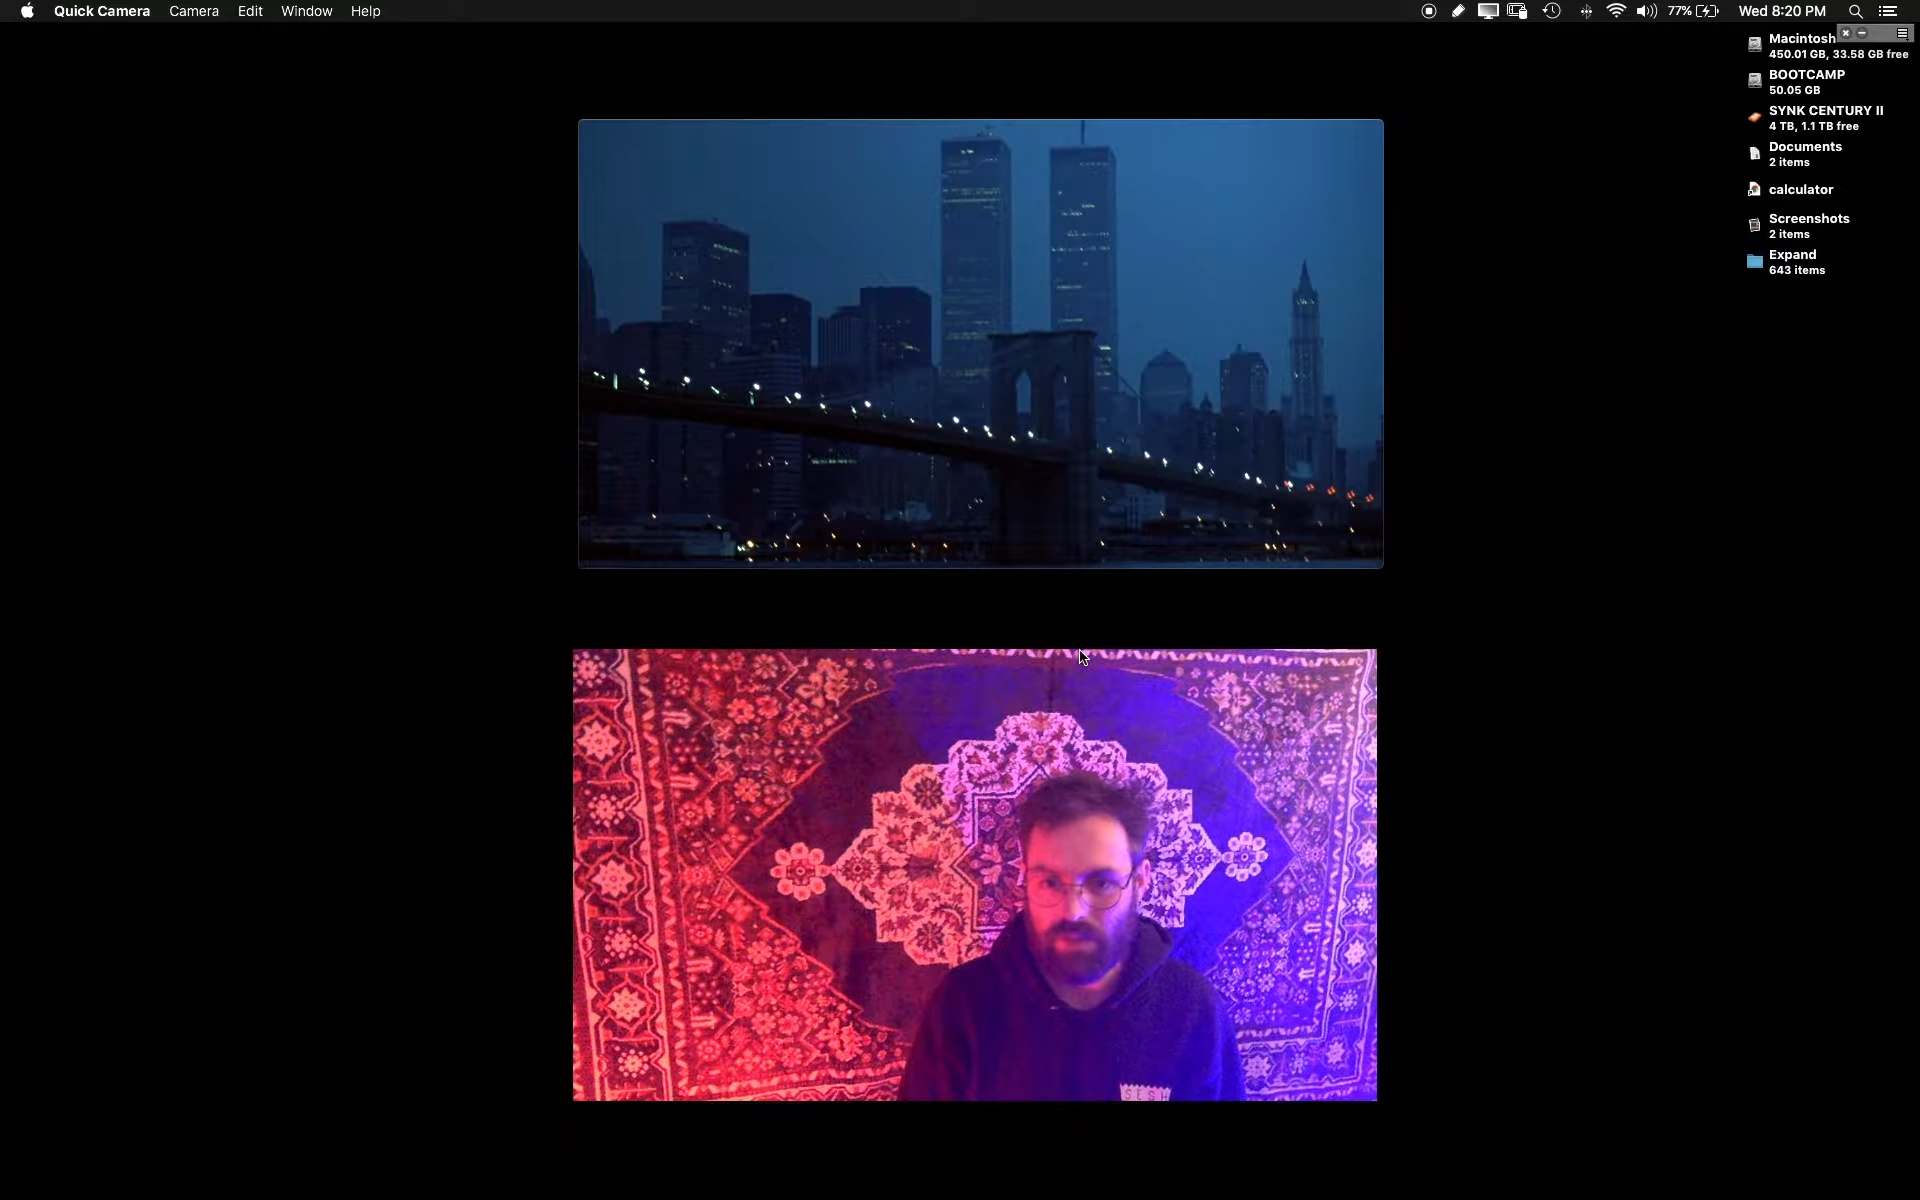 Quick Camera Camera Edit Window Help 77% Wed 8:20 PM
Macintosh
450.01 GB, 33.58 GB free
BOOTCAMP
50.05 GB
SYNK CENTURY II
4 TB, 1.1 TB free
Documents
2 items
calculator
Screenshots
2 items
Expand
643 items
SESH